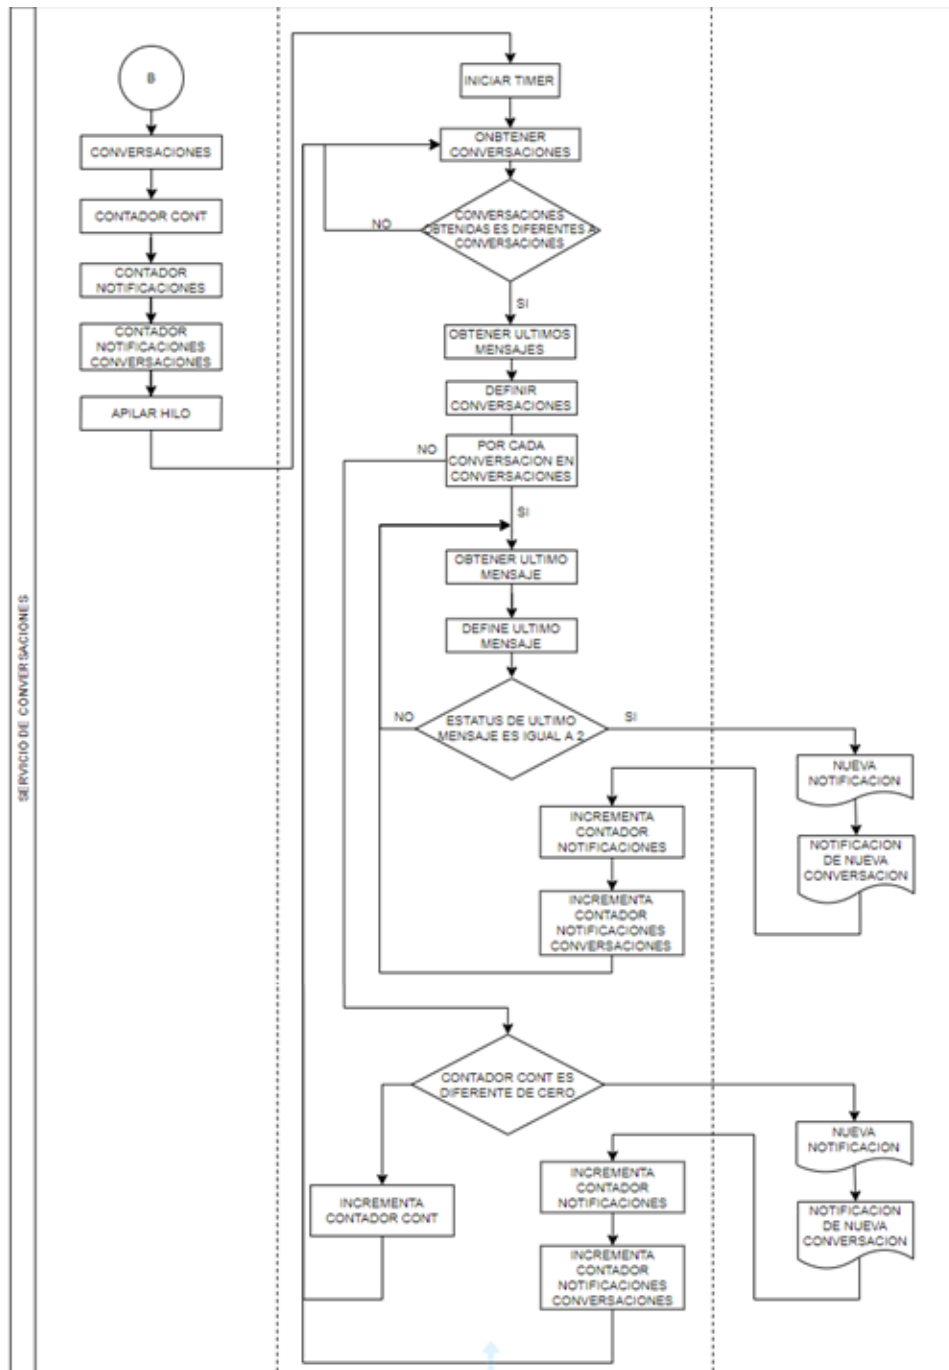 SERVICIO DE CONVERSACIONES
B
CONVERSACIONES
CONTADOR CONT
CONTADOR
NOTIFICACIONES
CONTADOR
NOTIFICACIONES
CONVERSACIONES
APILAR HILO
INICIAR TIMER
ONBTENER
CONVERSACIONES
CONVERSACIONES
OBTENIDAS ES DIFERENTES A
CONVERSACIONES
NO
SI
OBTENER ULTIMOS
MENSAJES
DEFINIR
CONVERSACIONES
POR CADA
CONVERSACION EN
CONVERSACIONES
NO
SI
OBTENER ULTIMO
MENSAJE
DEFINE ULTIMO
MENSAJE
ESTATUS DE ULTIMO
MENSAJE ES IGUAL A 2
NO
SI
NUEVA
NOTIFICACION
NOTIFICACION
DE NUEVA
CONVERSACION
INCREMENTA
CONTADOR
NOTIFICACIONES
INCREMENTA
CONTADOR
NOTIFICACIONES
CONVERSACIONES
CONTADOR CONT ES
DIFERENTE DE CERO
INCREMENTA
CONTADOR CONT
NUEVA
NOTIFICACION
NOTIFICACION
DE NUEVA
CONVERSACION
INCREMENTA
CONTADOR
NOTIFICACIONES
INCREMENTA
CONTADOR
NOTIFICACIONES
CONVERSACIONES